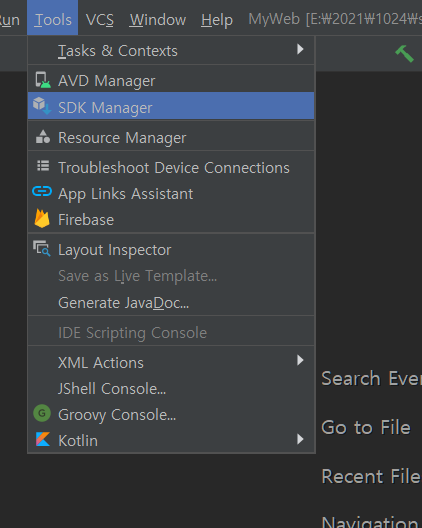 Run Tools VCS Window Help MyWeb [E:₩2021₩1024₩s
Tasks & Contexts
AVD Manager
SDK Manager
Resource Manager
Troubleshoot Device Connections
App Links Assistant
Firebase
Layout Inspector
Save as Live Template...
Generate JavaDoc...
IDE Scripting Console
XML Actions
JShell Console...
G Groovy Console...
Kotlin
Search Ever
Go to File
Recent File
Navigation